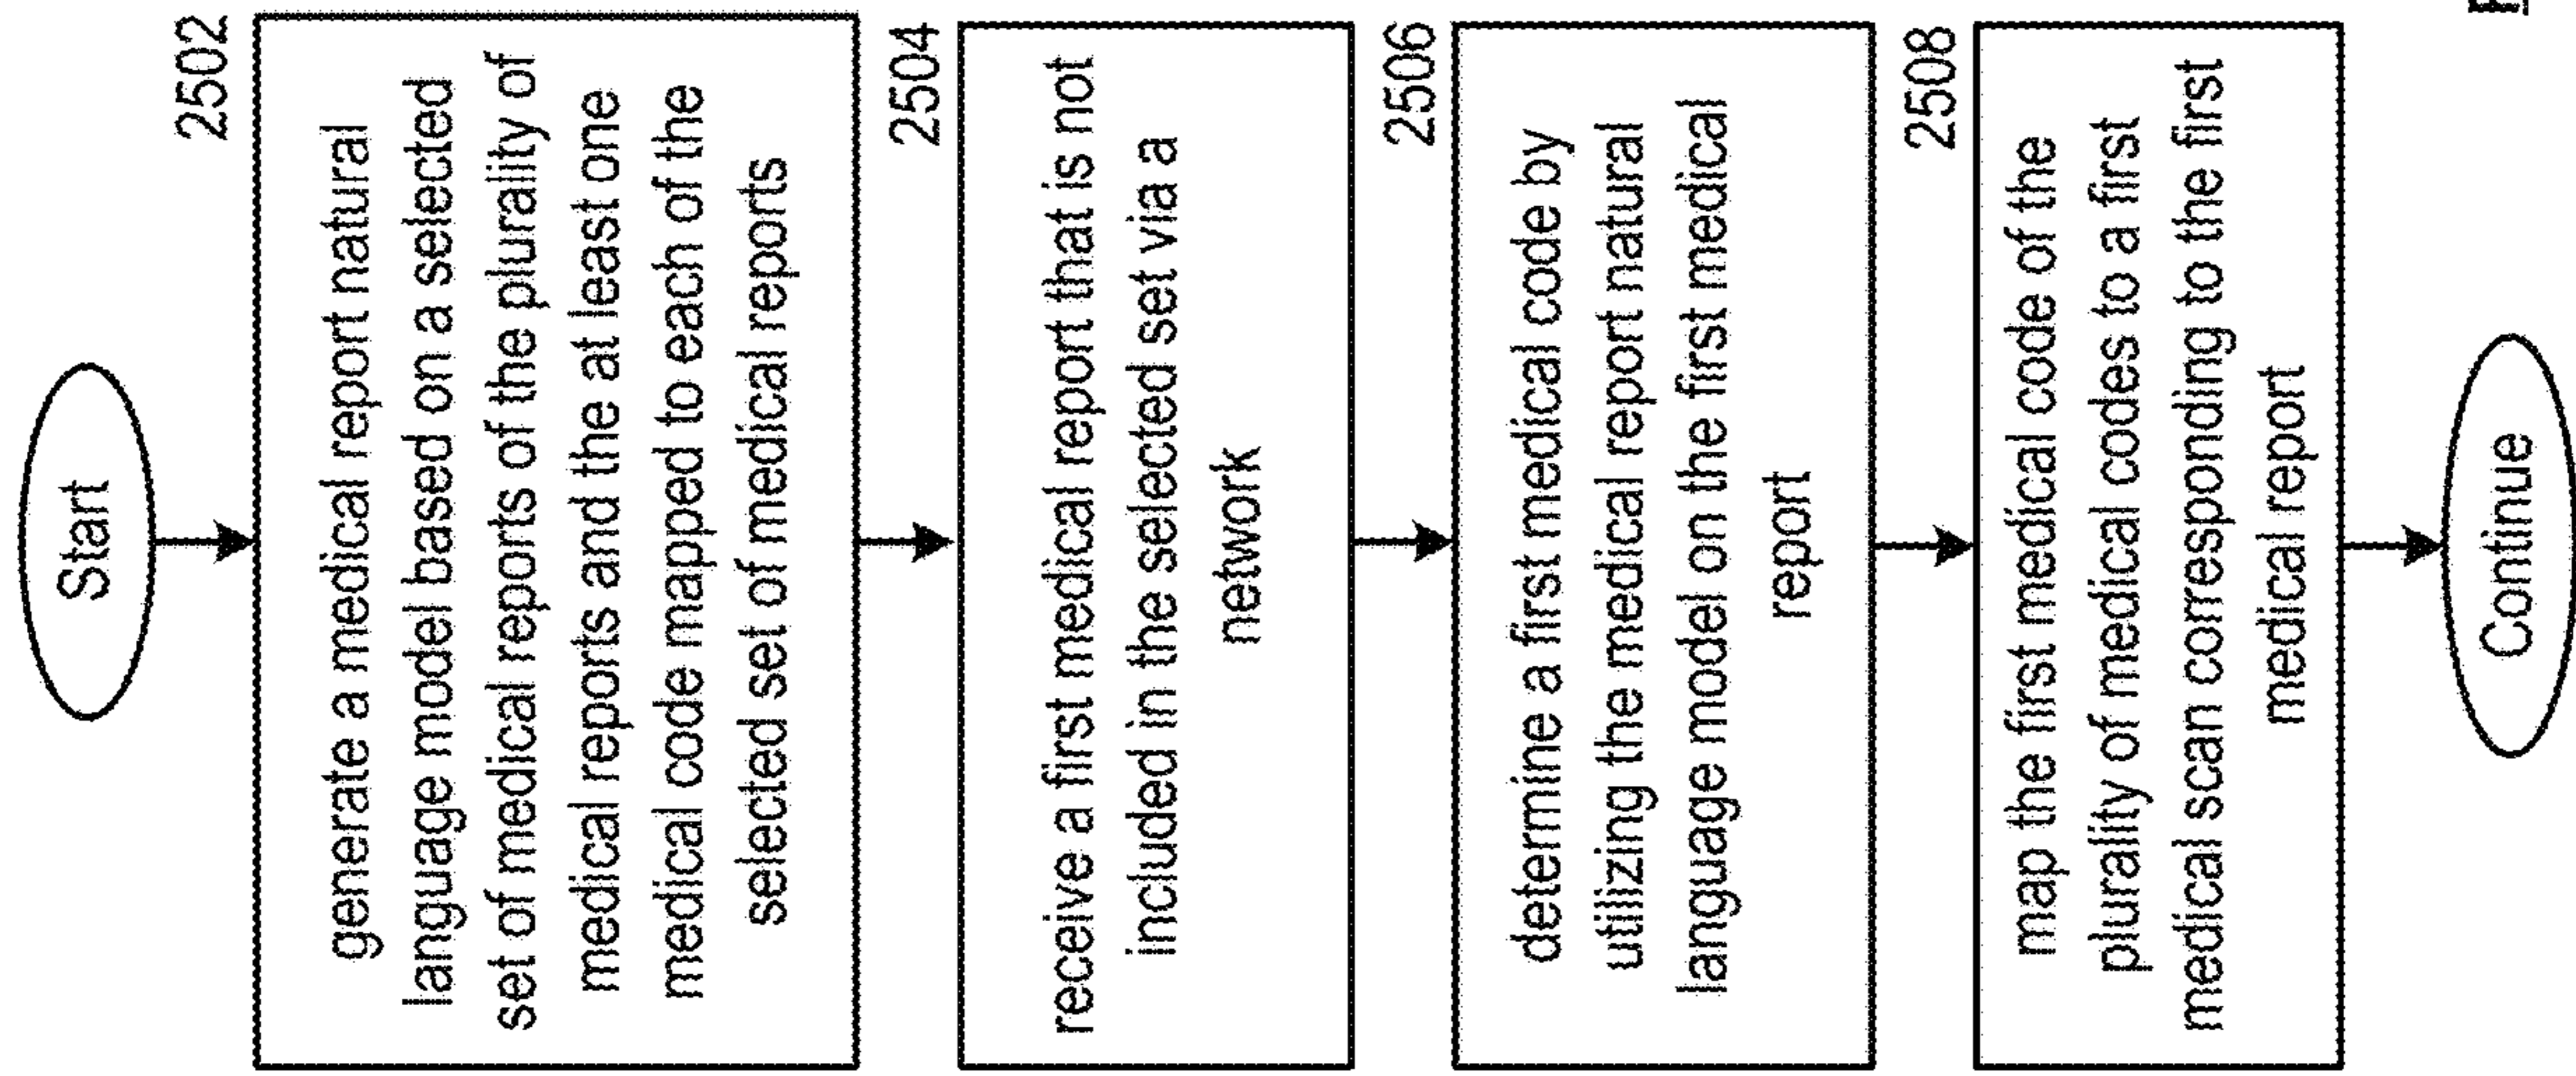 Start
2502
generate a medical report natural
language model based on a selected
set of medical reports of the plurality of
medical reports and the at least one
medical code mapped to each of the
selected set of medical reports
2504
receive a first medical report that is not
included in the selected set via a
network
2506
determine a first medical code by
utilizing the medical report natural
language model on the first medical
report
2508
map the first medical code of the
plurality of medical codes to a first
medical scan corresponding to the first
medical report
Continue